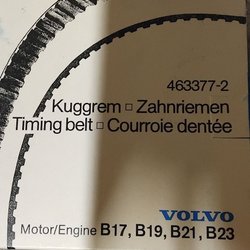 463377-2
Kuggrem □ Zahnriemen
Timing belt □ Courroie dentée
VOLVO
Motor/Engine B17, B19, B21, B23